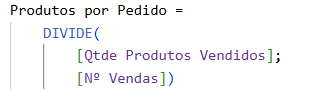 Produtos por Pedido =
DIVIDE(
[Qtde Produtos Vendidos];
[Nº Vendas])